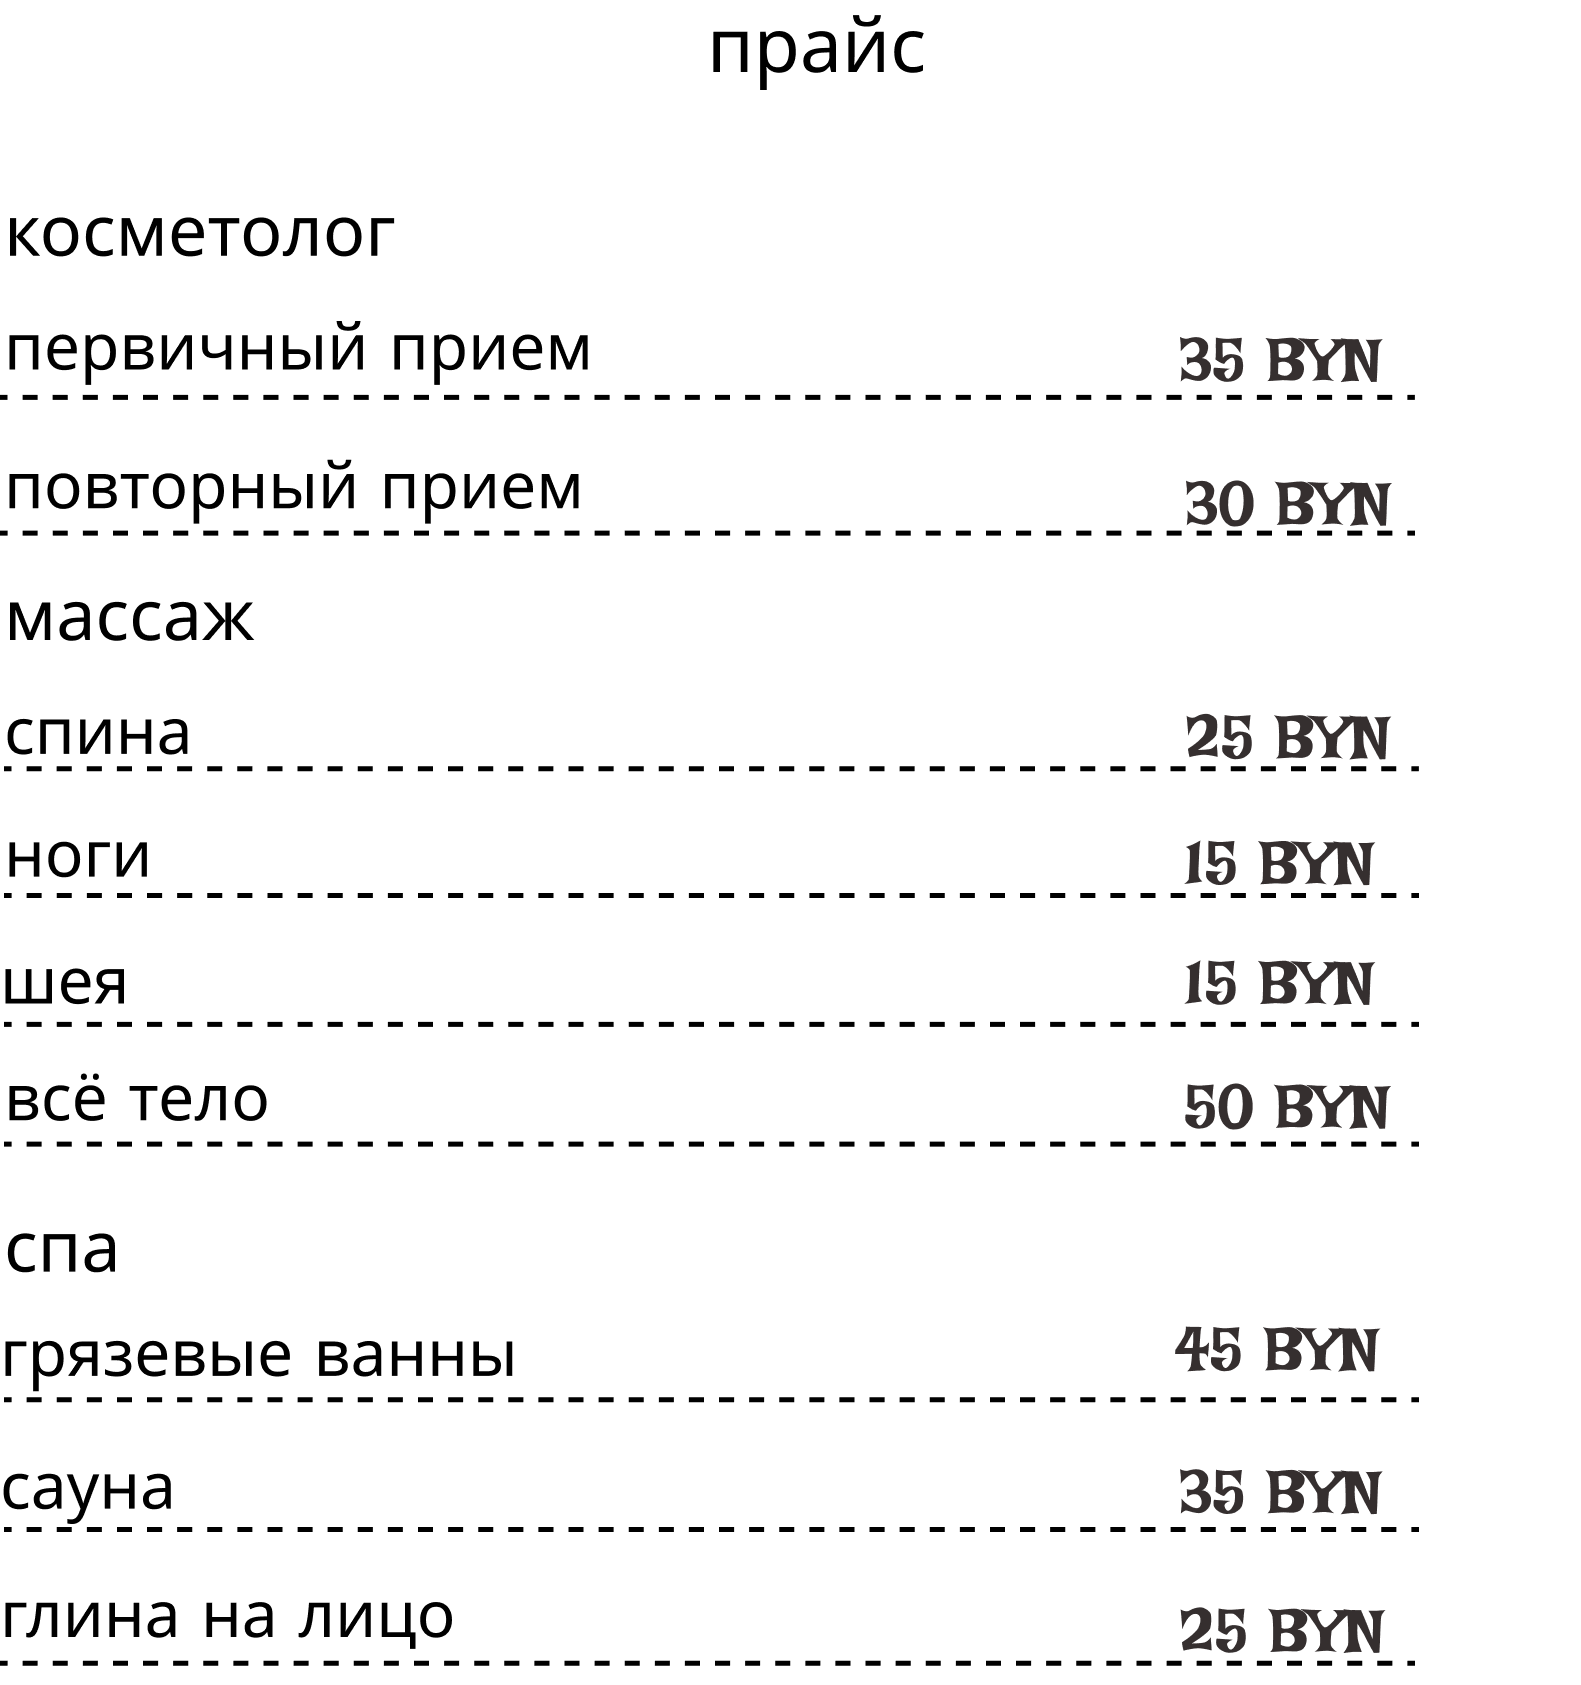 прайс
косметолог
первичный прием 35 BYN
повторный прием 30 BYN
массаж
спина 25 BYN
ноги 15 BYN
шея 15 BYN
всё тело 50 BYN
спа
грязевые ванны 45 BYN
сауна 35 BYN
глина на лицо 25 BYN